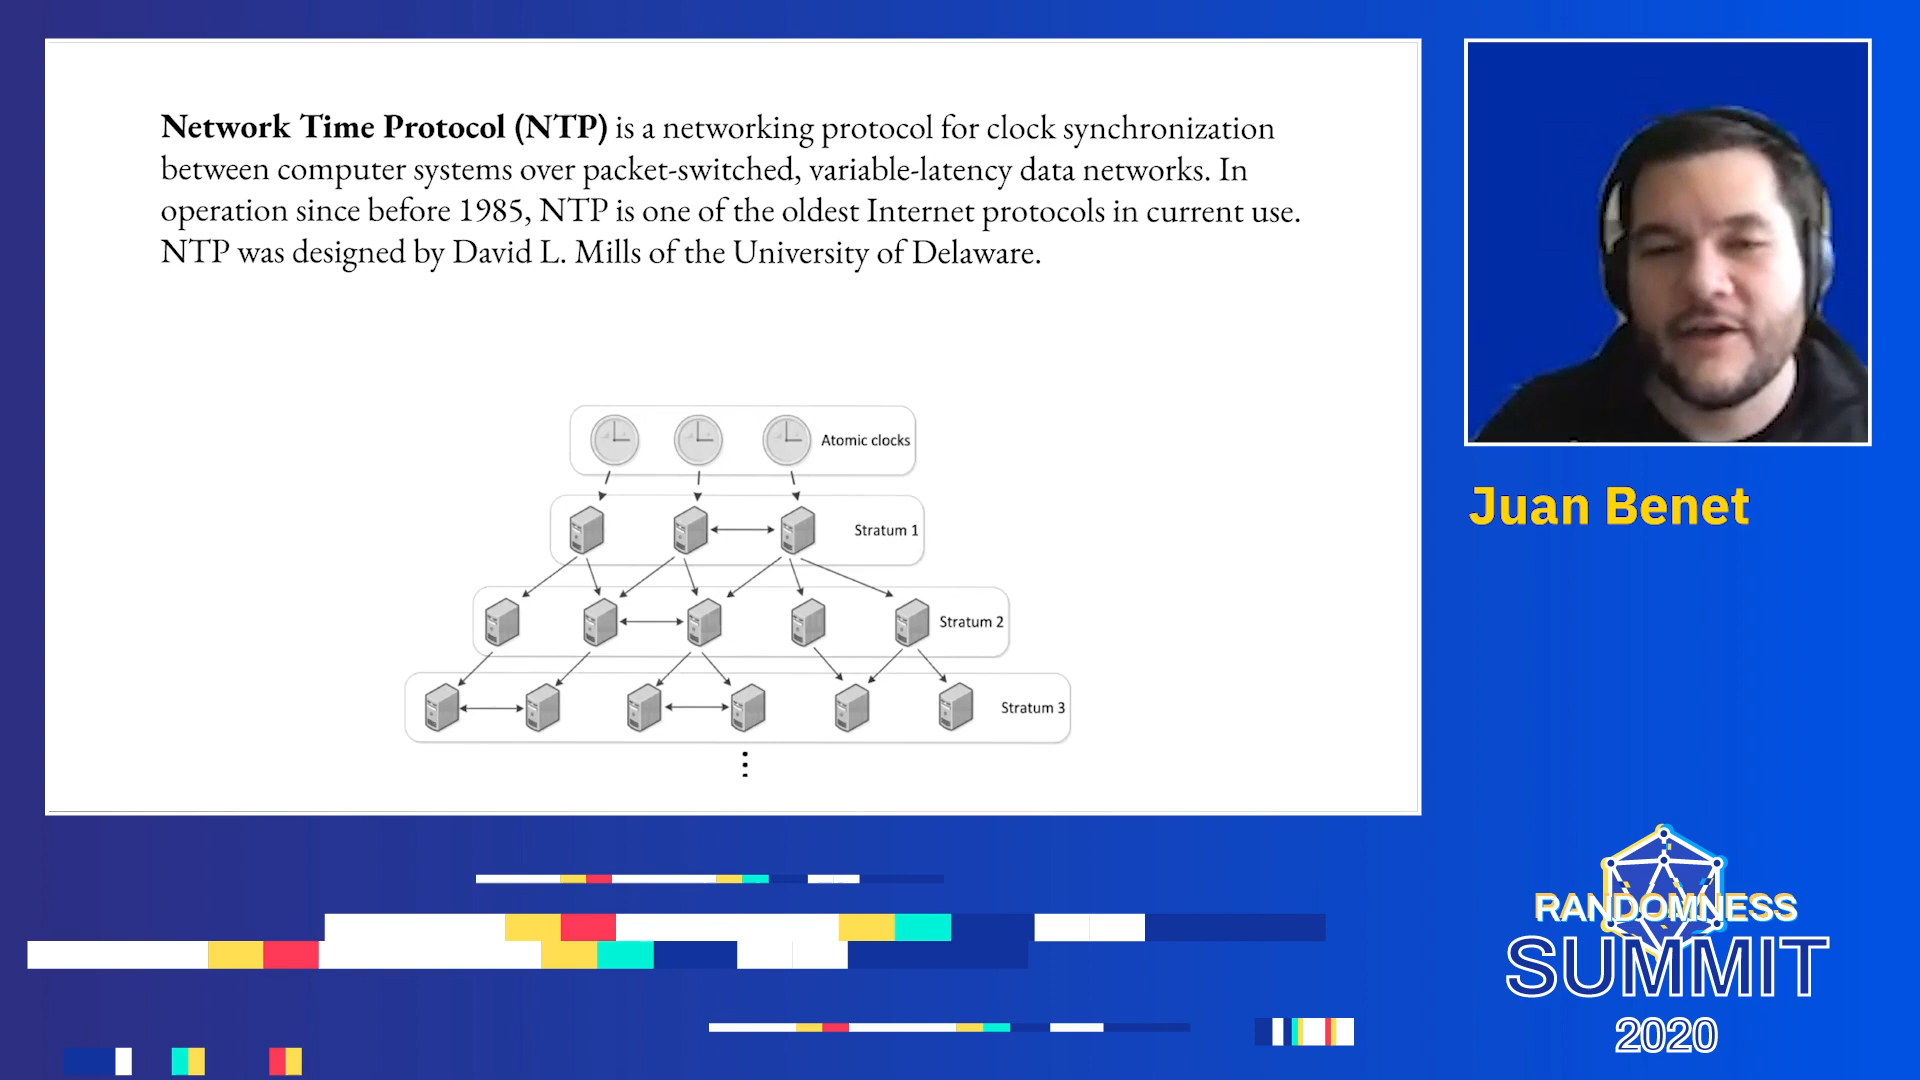 Network Time Protocol (NTP) is a networking protocol for clock synchronization
between computer systems over packet-switched, variable-latency data networks. In
operation since before 1985, NTP is one of the oldest Internet protocols in current use.
NTP was designed by David L. Mills of the University of Delaware.
Atomic clocks
Stratum 1
Stratum 2
Stratum 3
Juan Benet
RANDOMNESS
SUMMIT
2020